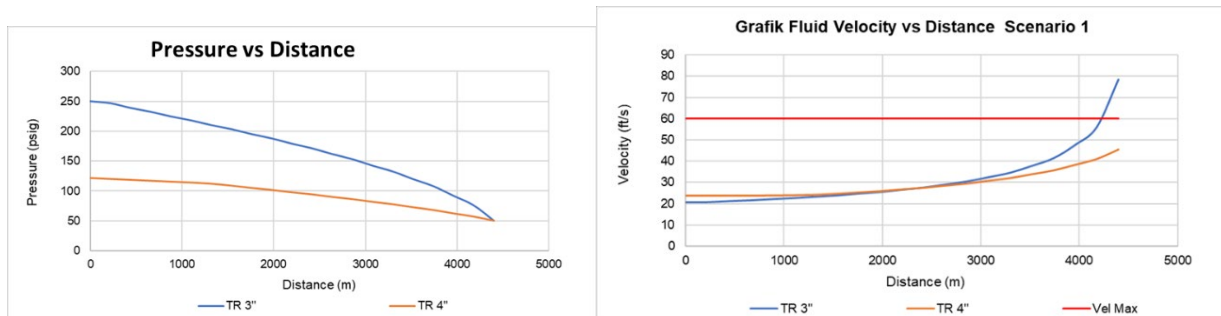 Pressure vs Distance
300
250
200
150
100
50
0
Pressure (psig)
0 1000 2000 3000 4000 5000
Distance (m)
TR 3" TR 4"
Grafik Fluid Velocity vs Distance Scenario 1
90
80
70
60
50
40
30
20
10
0
Velocity (ft/s)
0 1000 2000 3000 4000 5000
Distance (m)
TR 3" TR 4" Vel Max